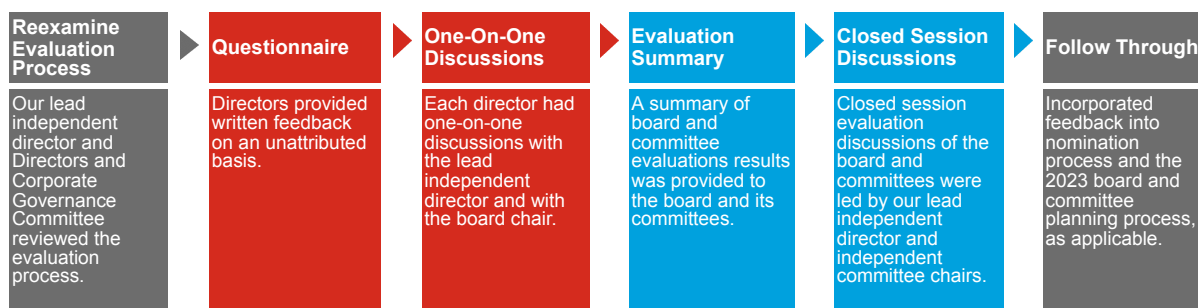 Reexamine
Evaluation
Process
Our lead
independent
director and
Directors and
Corporate
Governance
Committee
reviewed the
evaluation
process.
Questionnaire
Directors provided
written feedback
on an unattributed
basis.
One-On-One
Discussions
Each director had
one-on-one
discussions with
the lead
independent
director and with
the board chair.
Evaluation
Summary
A summary of
board and
committee
evaluations results
was provided to
the board and its
committees.
Closed Session
Discussions
Closed session
evaluation
discussions of the
board and
committees were
led by our lead
independent
director and
independent
committee chairs.
Follow Through
Incorporated
feedback into
nomination
process and the
2023 board and
committee
planning process,
as applicable.